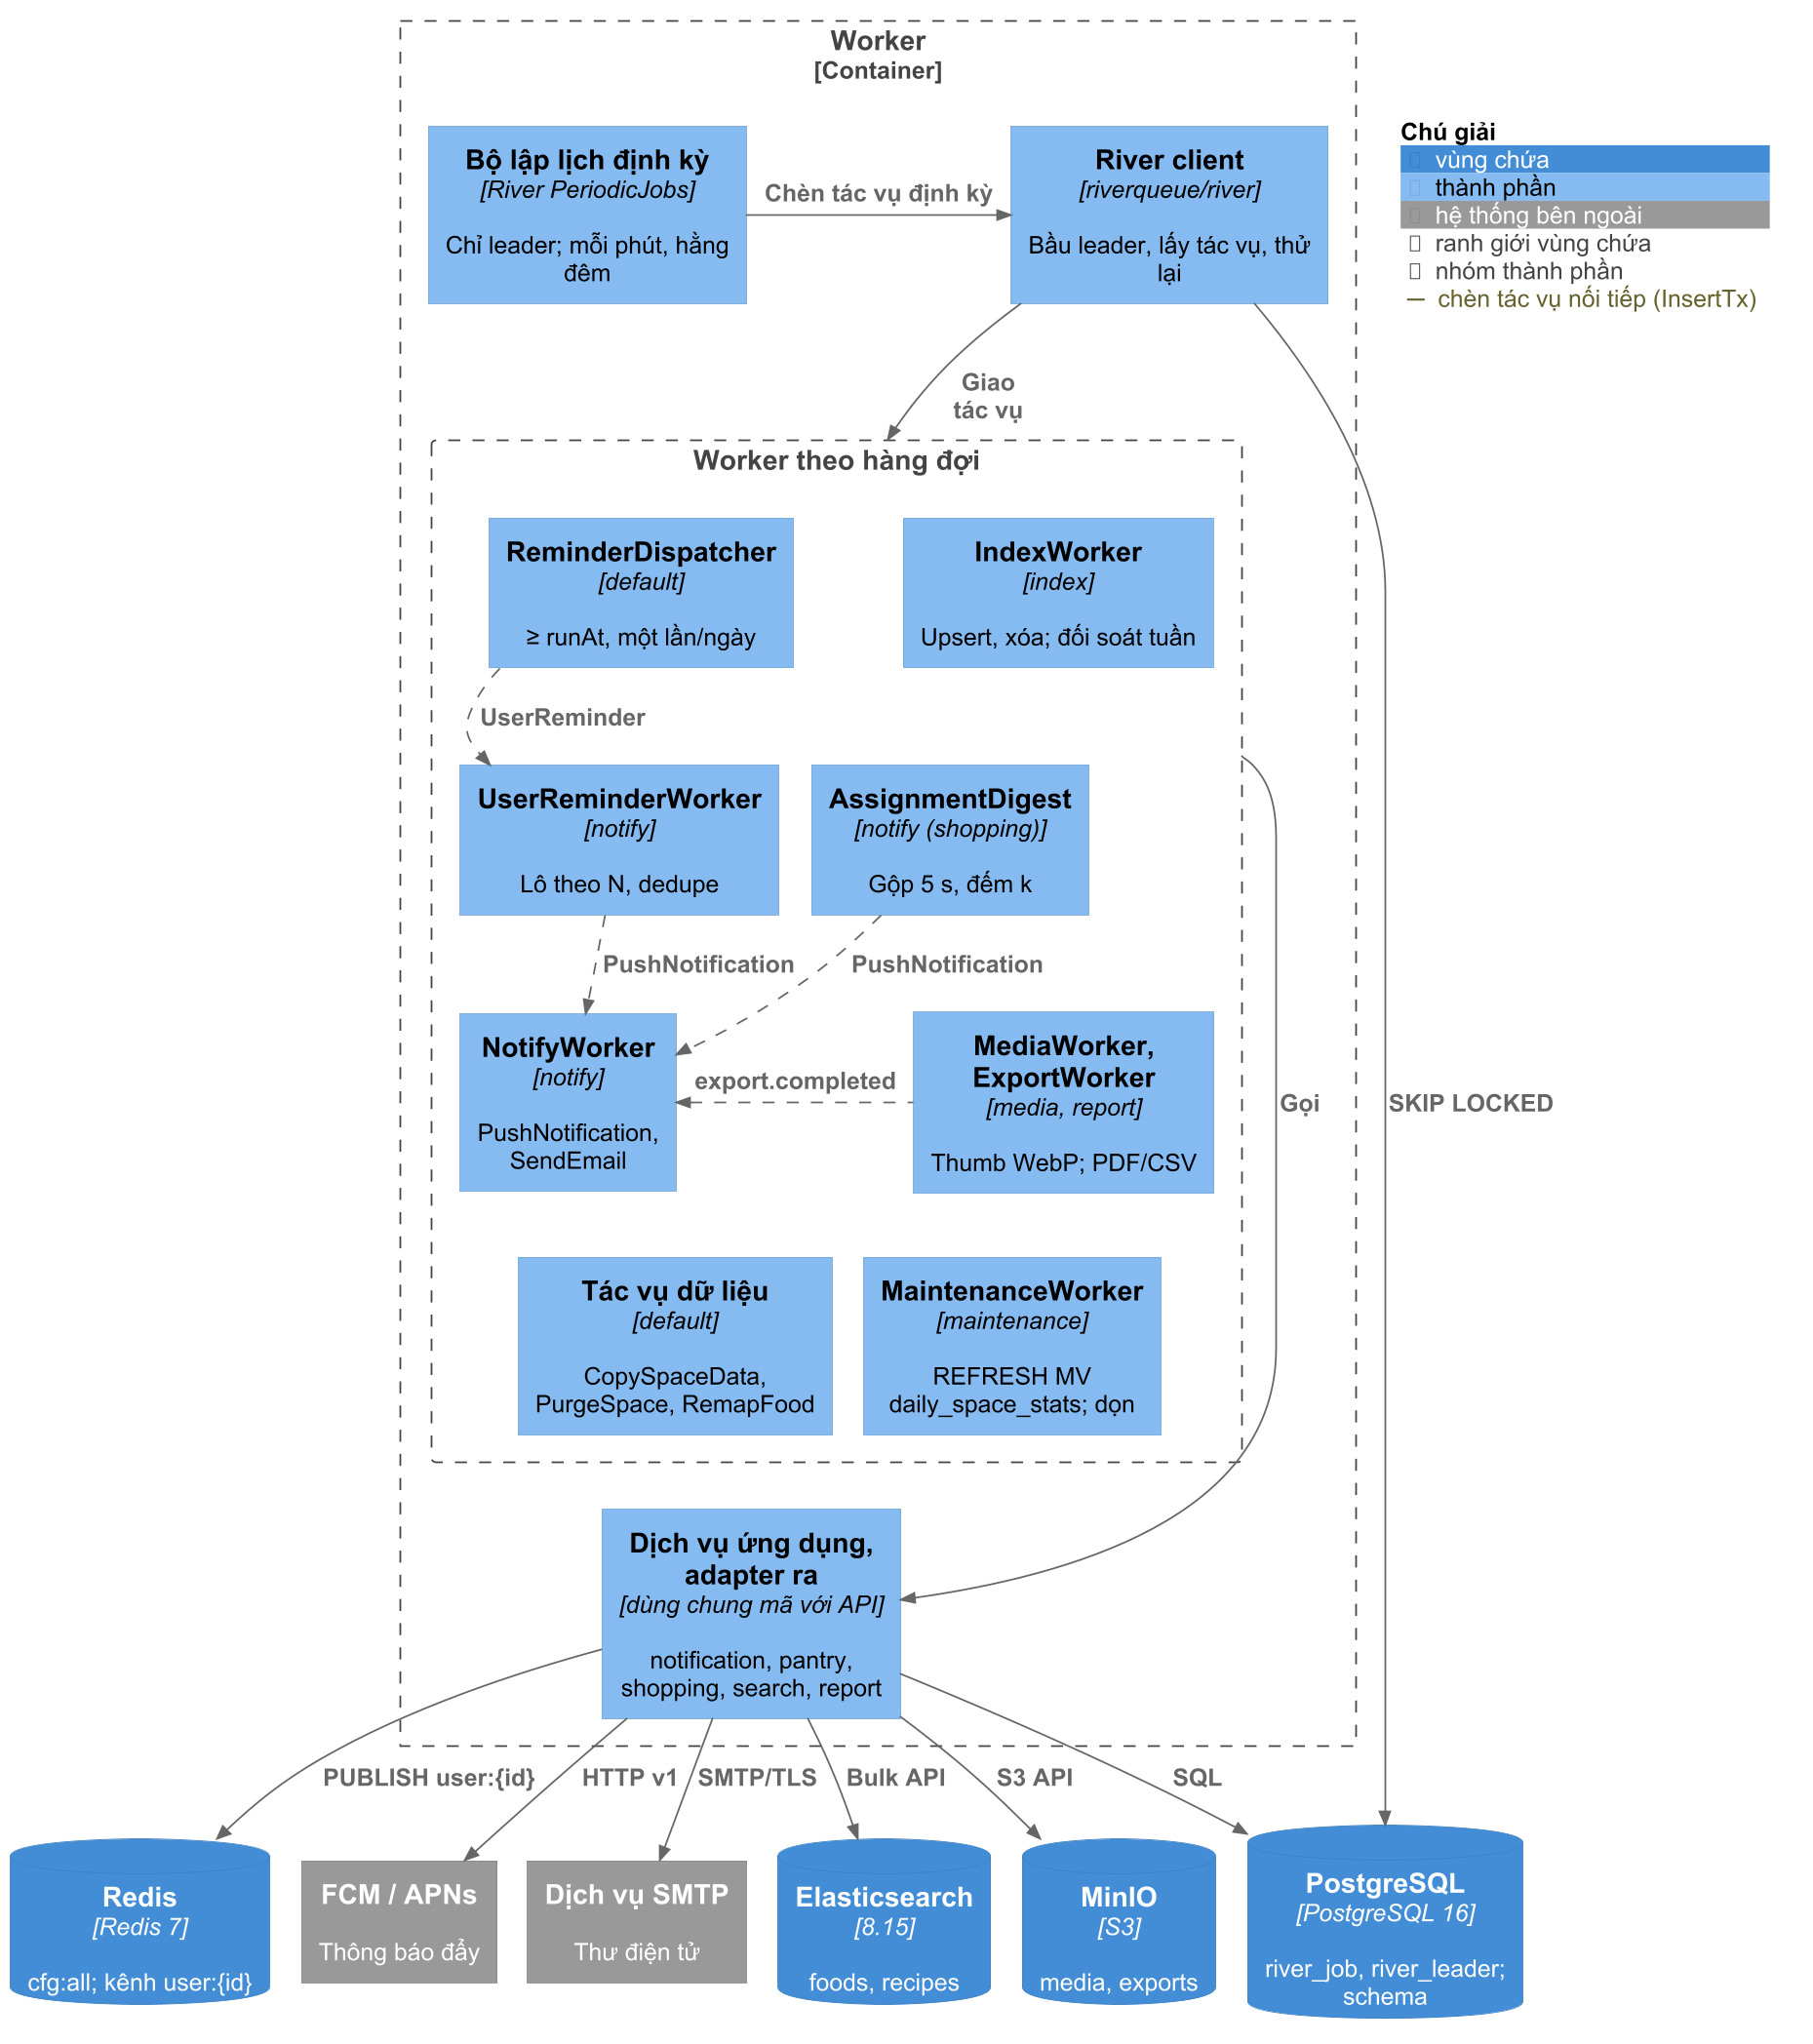 Worker
[Container]
Bộ lập lịch định kỳ
[River PeriodicJobs]
Chỉ leader; mỗi phút, hằng
đêm
Chèn tác vụ định kỳ
River client
[riverqueue/river]
Bầu leader, lấy tác vụ, thử
lại
Chú giải
vùng chứa
thành phần
hệ thống bên ngoài
ranh giới vùng chứa
nhóm thành phần
— chèn tác vụ nối tiếp (InsertTx)
Giao
tác vụ
Worker theo hàng đợi
ReminderDispatcher
[default]
≥ runAt, một lần/ngày
IndexWorker
[index]
Upsert, xóa; đối soát tuần
UserReminder
UserReminderWorker
[notify]
Lô theo N, dedupe
AssignmentDigest
[notify (shopping)]
Gộp 5 s, đếm k
PushNotification
PushNotification
NotifyWorker
[notify]
PushNotification,
SendEmail
export.completed
MediaWorker,
ExportWorker
[media, report]
Thumb WebP; PDF/CSV
Gọi
SKIP LOCKED
Tác vụ dữ liệu
[default]
CopySpaceData,
PurgeSpace, RemapFood
MaintenanceWorker
[maintenance]
REFRESH MV
daily_space_stats; dọn
Dịch vụ ứng dụng,
adapter ra
[dùng chung mã với API]
notification, pantry,
shopping, search, report
PUBLISH user:{id}
HTTP v1
SMTP/TLS
Bulk API
S3 API
SQL
Redis
[Redis 7]
cfg:all; kênh user:{id}
FCM / APNs
Thông báo đẩy
Dịch vụ SMTP
Thư điện tử
Elasticsearch
[8.15]
foods, recipes
MinIO
[S3]
media, exports
PostgreSQL
[PostgreSQL 16]
river_job, river_leader;
schema